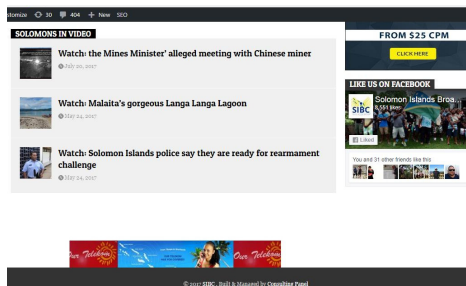 stomize 30 404 + New SEO
SOLOMONS IN VIDEO
Watch: the Mines Minister' alleged meeting with Chinese miner
July 20, 2017
Watch: Malaita's gorgeous Langa Langa Lagoon
May 24, 2017
Watch: Solomon Islands police say they are ready for rearmament
challenge
May 24, 2017
FROM $25 CPM
CLICK HERE
LIKE US ON FACEBOOK
Solomon Islands Broa...
8,551 likes
SIBC
Liked
You and 31 other friends like this
Our Telekom
Our Telekom
© 2017 SIBC . Built & Managed by Consulting Panel